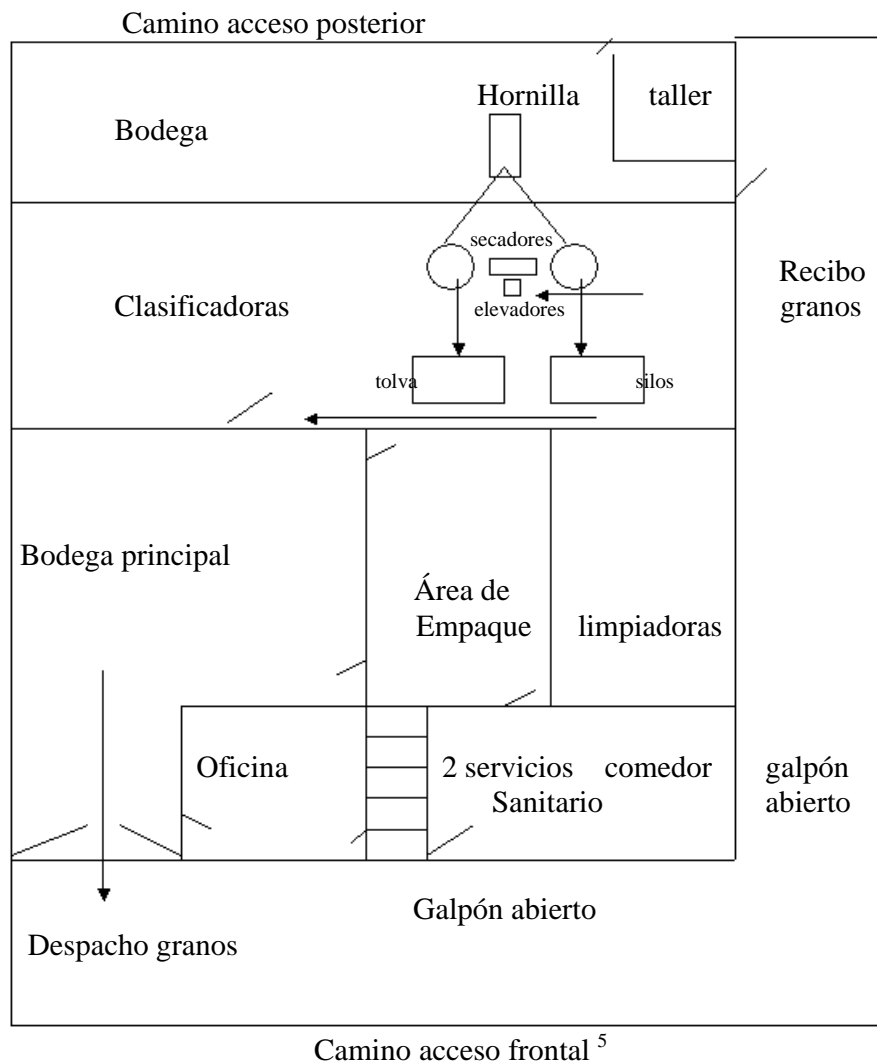 Camino acceso posterior
Hornilla
taller
Bodega
secadores
Recibo
granos
Clasificadoras
elevadores
tolva
silos
Bodega principal
Área de
Empaque
limpiadoras
Oficina
2 servicios comedor
Sanitario
galpón
abierto
Galpón abierto
Despacho granos
Camino acceso frontal 5